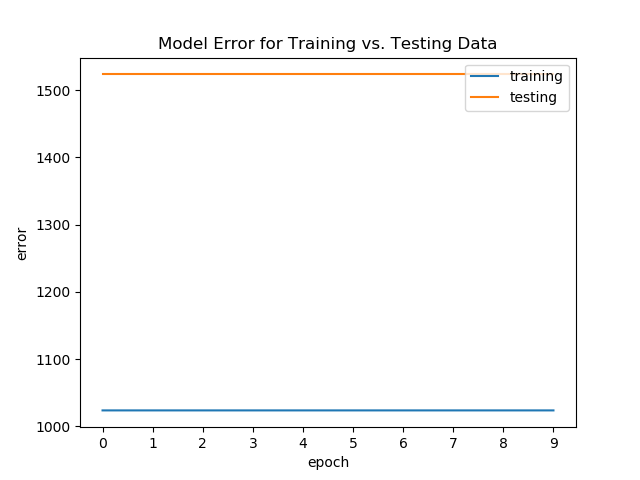 Model Error for Training vs. Testing Data
training
testing
1500
1400
1300
1200
1100
1000
error
0 1 2 3 4 5 6 7 8 9
epoch